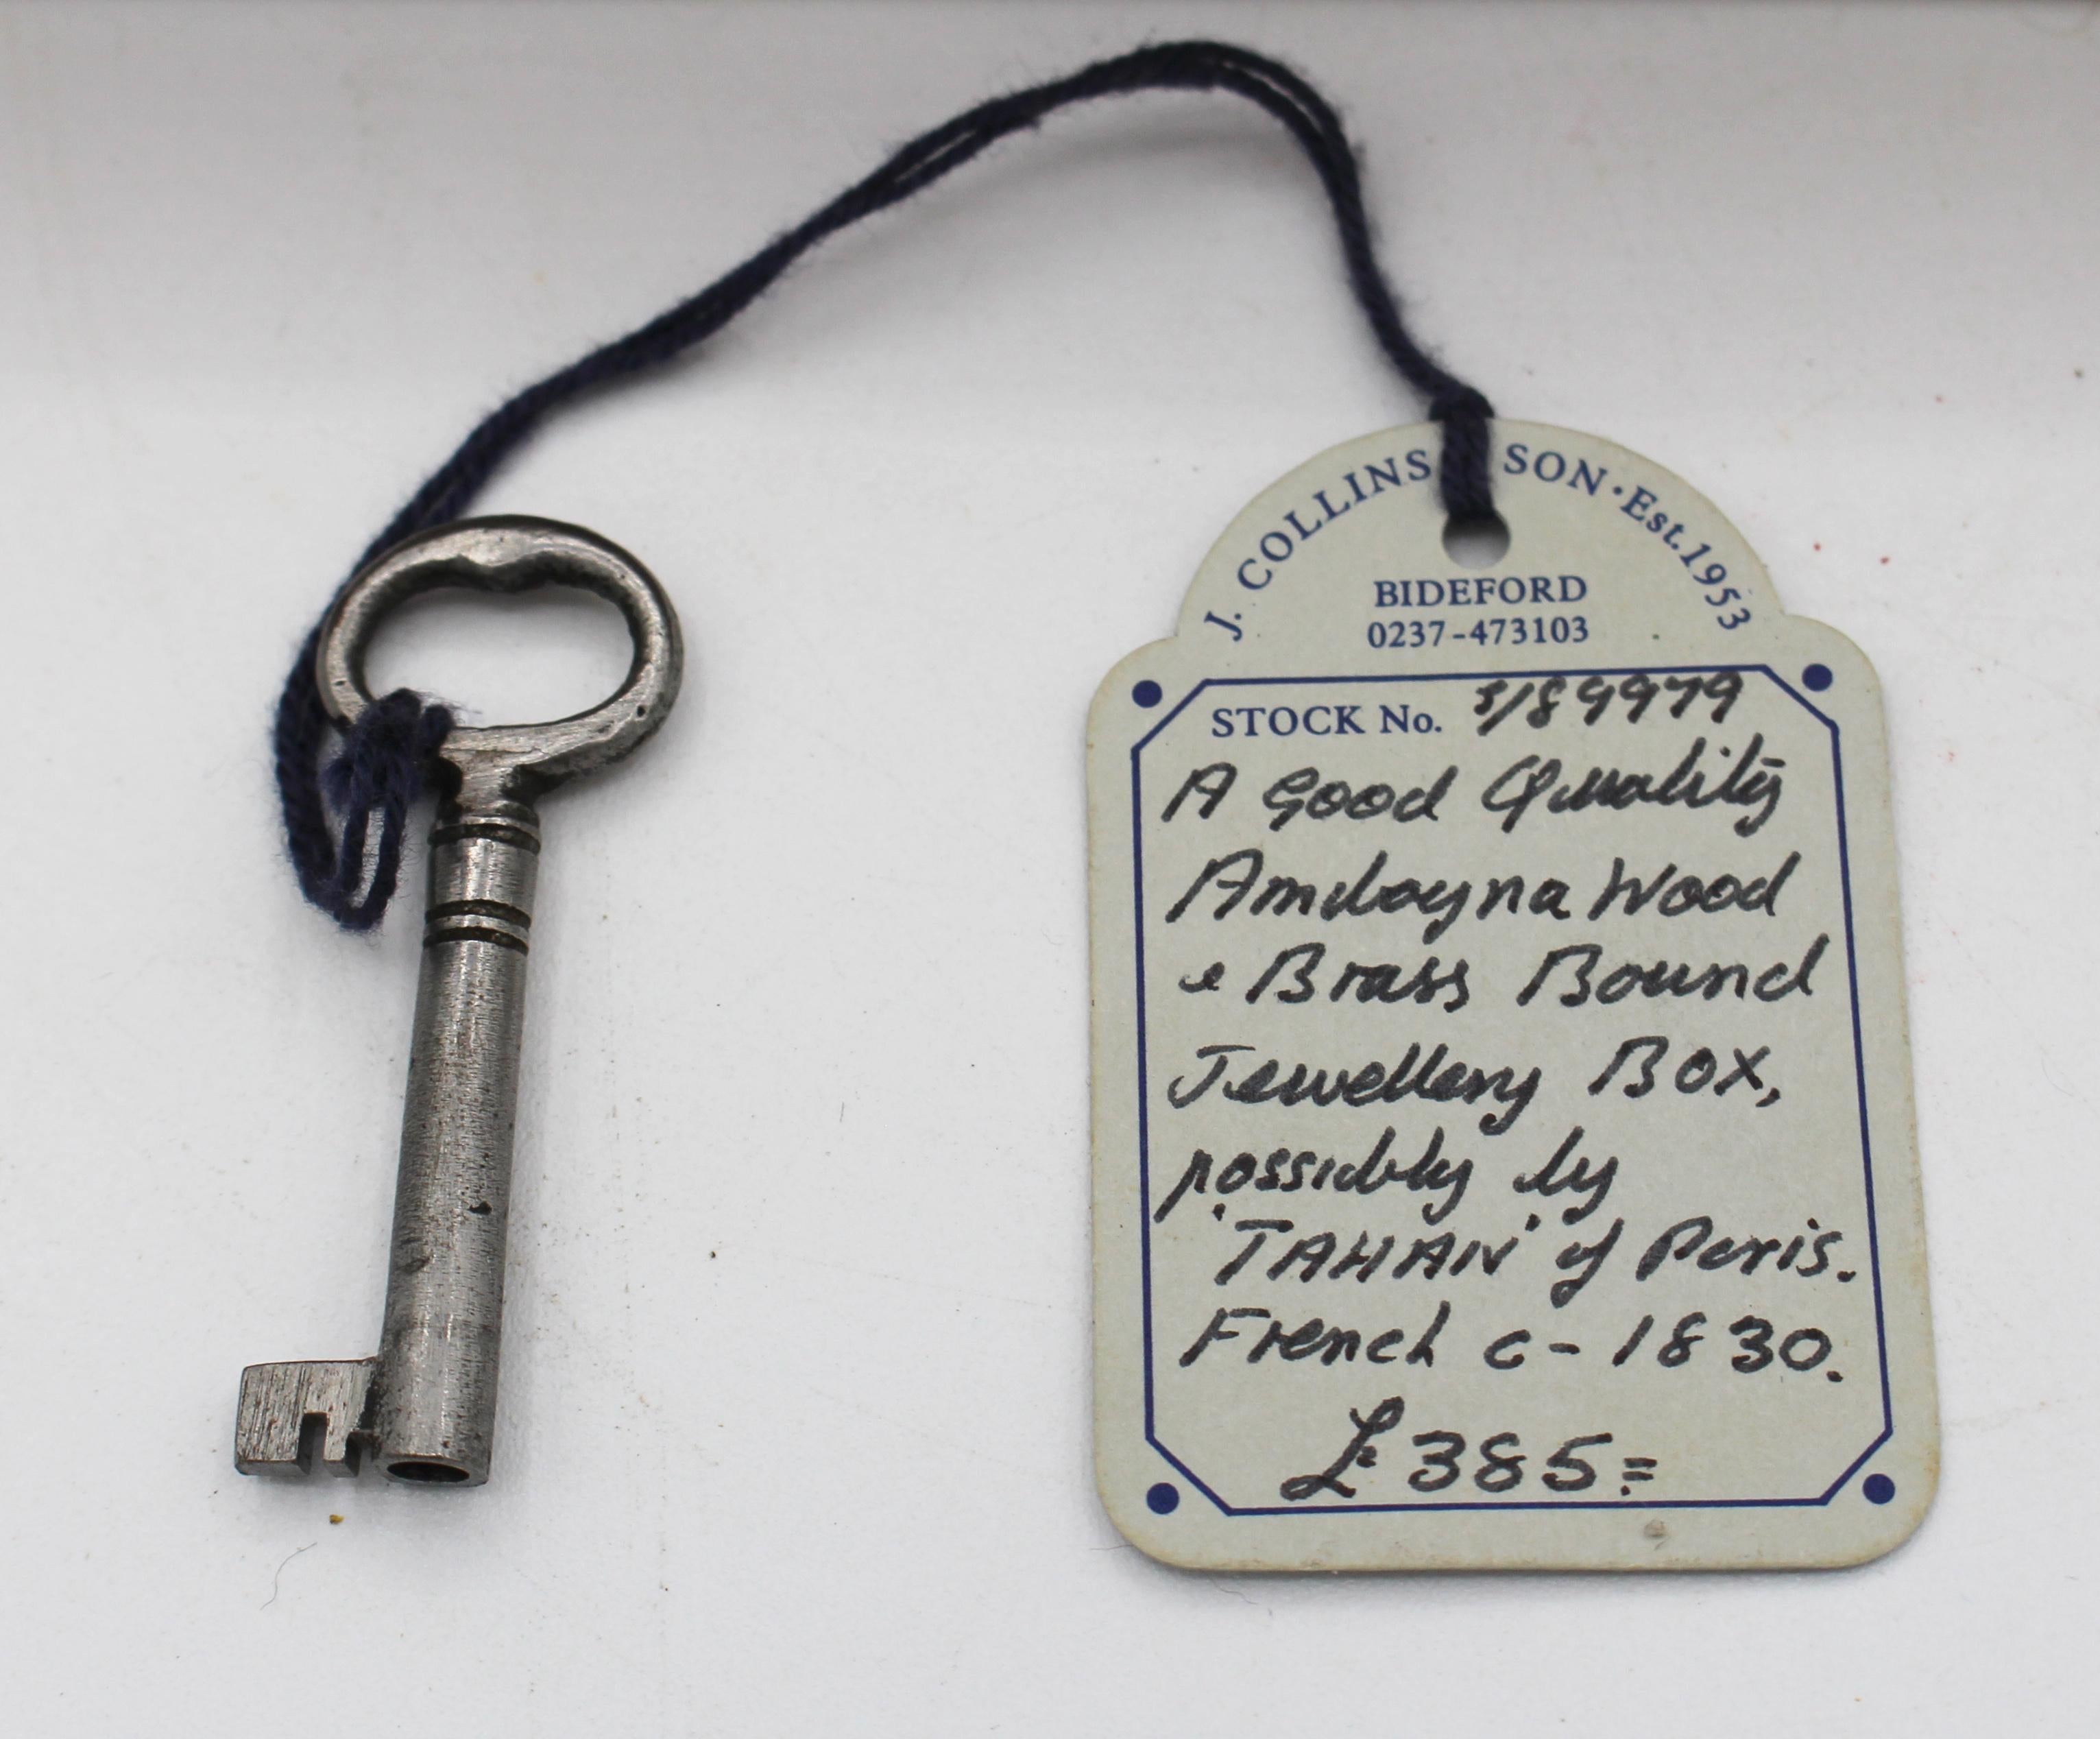 J. COLLINS SON · Est. 1953
BIDEFORD
0237-473103
STOCK No. S/89979
A Good Quality
Amboyna Wood
& Brass Bound
Jewellery Box,
possibly by
'TAHAN' of Paris.
French c-1830.
£385=